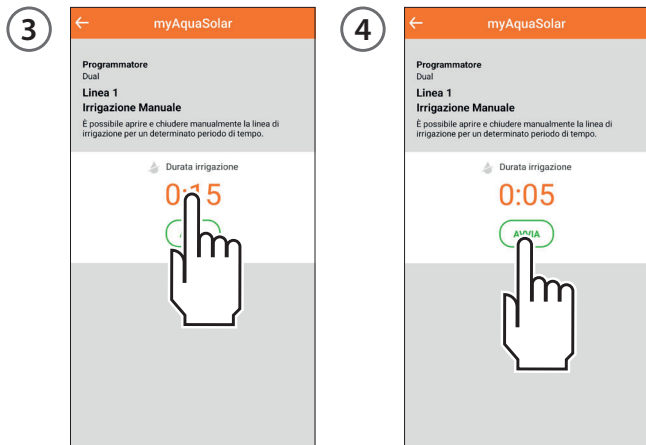 3
myAquaSolar
Programmatore
Dual
Linea 1
Irrigazione Manuale
È possibile aprire e chiudere manualmente la linea di
irrigazione per un determinato periodo di tempo.
Durata irrigazione
0:15
4
myAquaSolar
Programmatore
Dual
Linea 1
Irrigazione Manuale
È possibile aprire e chiudere manualmente la linea di
irrigazione per un determinato periodo di tempo.
Durata irrigazione
0:05
AVVIA